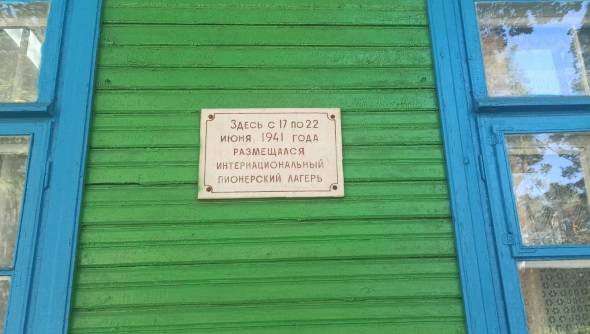 Здесь с 17 по 22
июня, 1941 года
размещался
интернациональный
пионерский лагерь